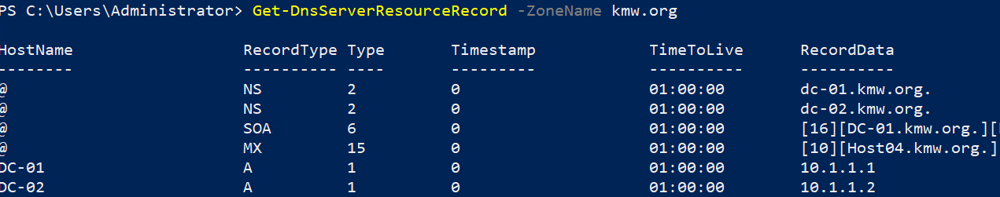 PS C:\Users\Administrator> Get-DnsServerResourceRecord -ZoneName kmw.org
HostName RecordType Type Timestamp TimeToLive RecordData
-------- ---------- ---- --------- ---------- ----------
@ NS 2 0 01:00:00 dc-01.kmw.org.
@ NS 2 0 01:00:00 dc-02.kmw.org.
@ SOA 6 0 01:00:00 [16][DC-01.kmw.org.][
@ MX 15 0 01:00:00 [10][Host04.kmw.org.]
DC-01 A 1 0 01:00:00 10.1.1.1
DC-02 A 1 0 01:00:00 10.1.1.2